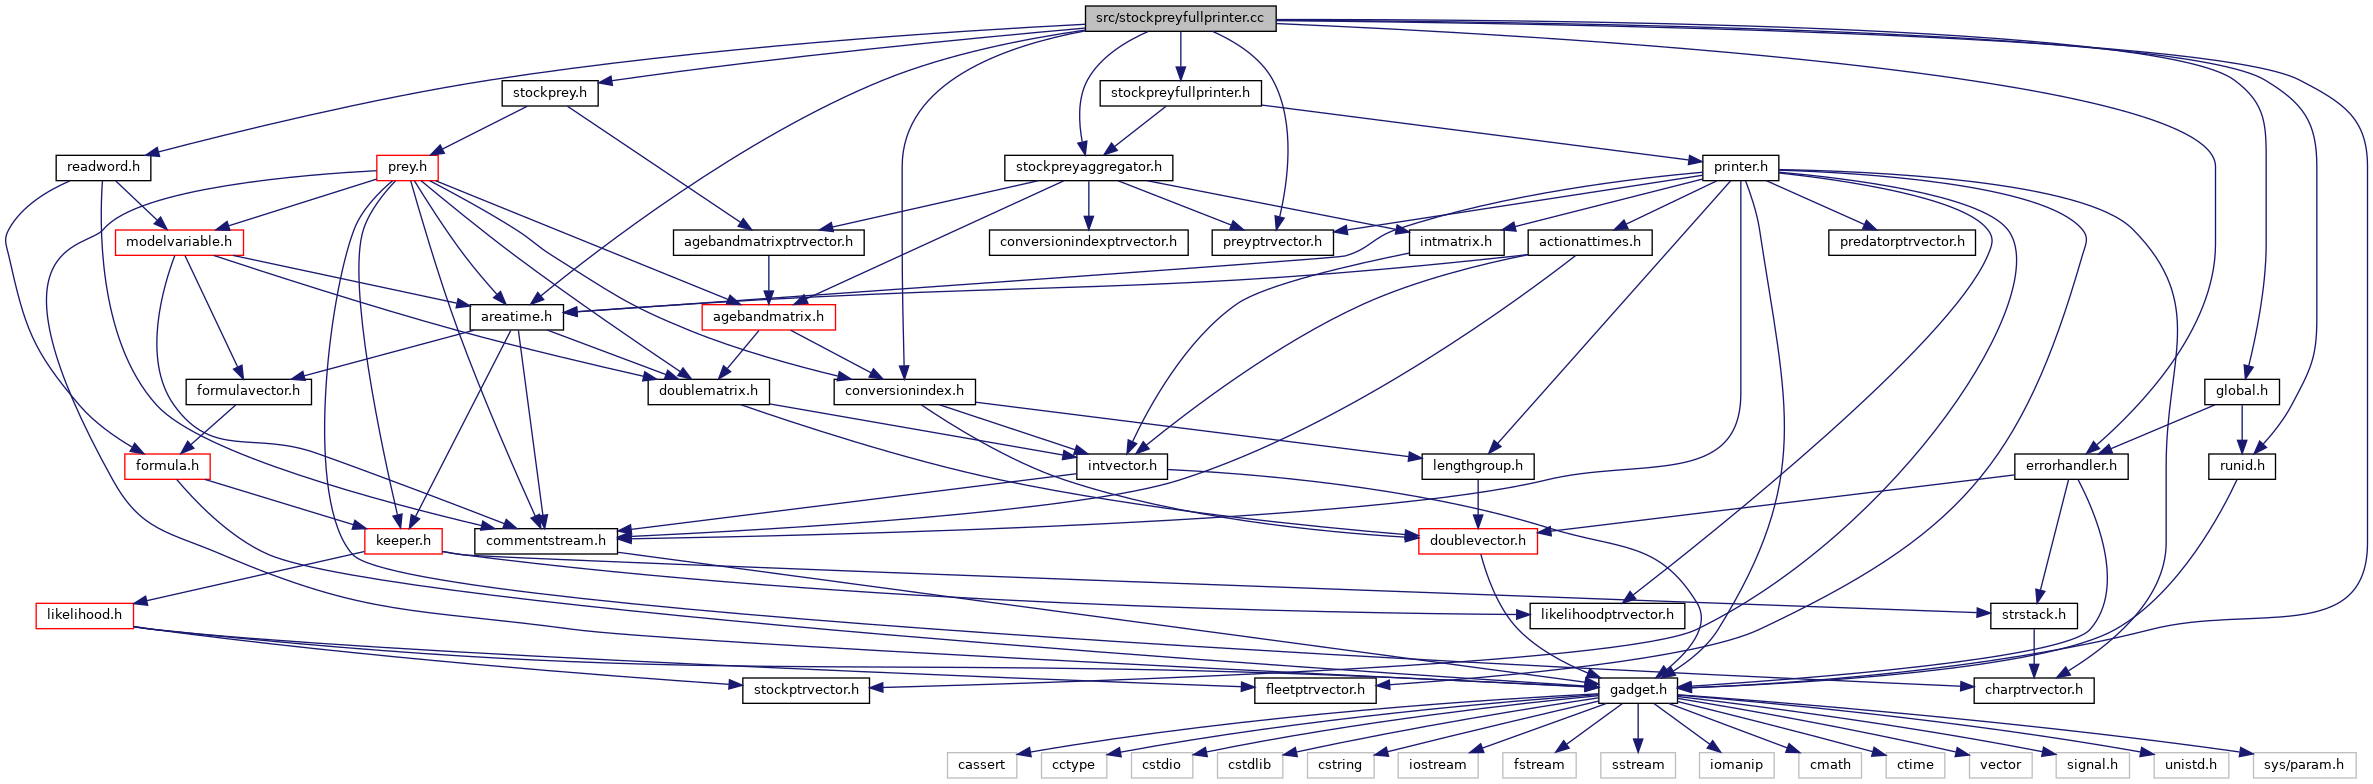 src/stockpreyfullprinter.cc
stockprey.h
stockpreyfullprinter.h
readword.h
prey.h
stockpreyaggregator.h
printer.h
modelvariable.h
agebandmatrixptrvector.h
conversionindexptrvector.h
preyptrvector.h
intmatrix.h
actionattimes.h
predatorptrvector.h
areatime.h
agebandmatrix.h
formulavector.h
doublematrix.h
conversionindex.h
global.h
formula.h
intvector.h
lengthgroup.h
errorhandler.h
runid.h
keeper.h
commentstream.h
doublevector.h
likelihood.h
likelihoodptrvector.h
strstack.h
stockptrvector.h
fleetptrvector.h
gadget.h
charptrvector.h
cassert
cctype
cstdio
cstdlib
cstring
iostream
fstream
sstream
iomanip
cmath
ctime
vector
signal.h
unistd.h
sys/param.h